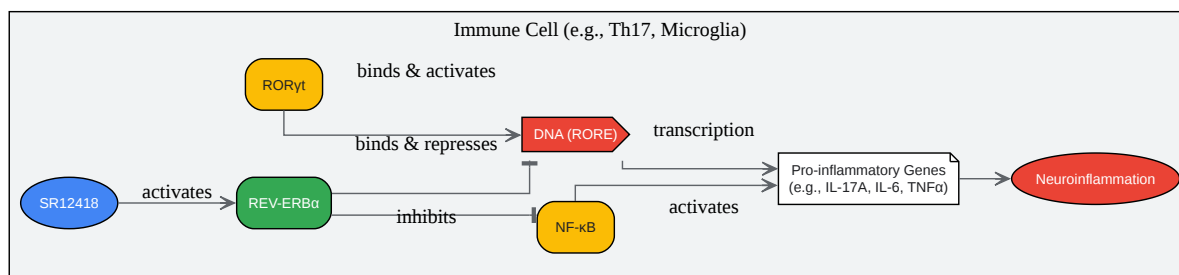 Immune Cell (e.g., Th17, Microglia)
RORγt
binds & activates
binds & represses
DNA (RORE)
transcription
SR12418
activates
REV-ERBα
inhibits
NF-κB
activates
Pro-inflammatory Genes
(e.g., IL-17A, IL-6, TNFα)
Neuroinflammation